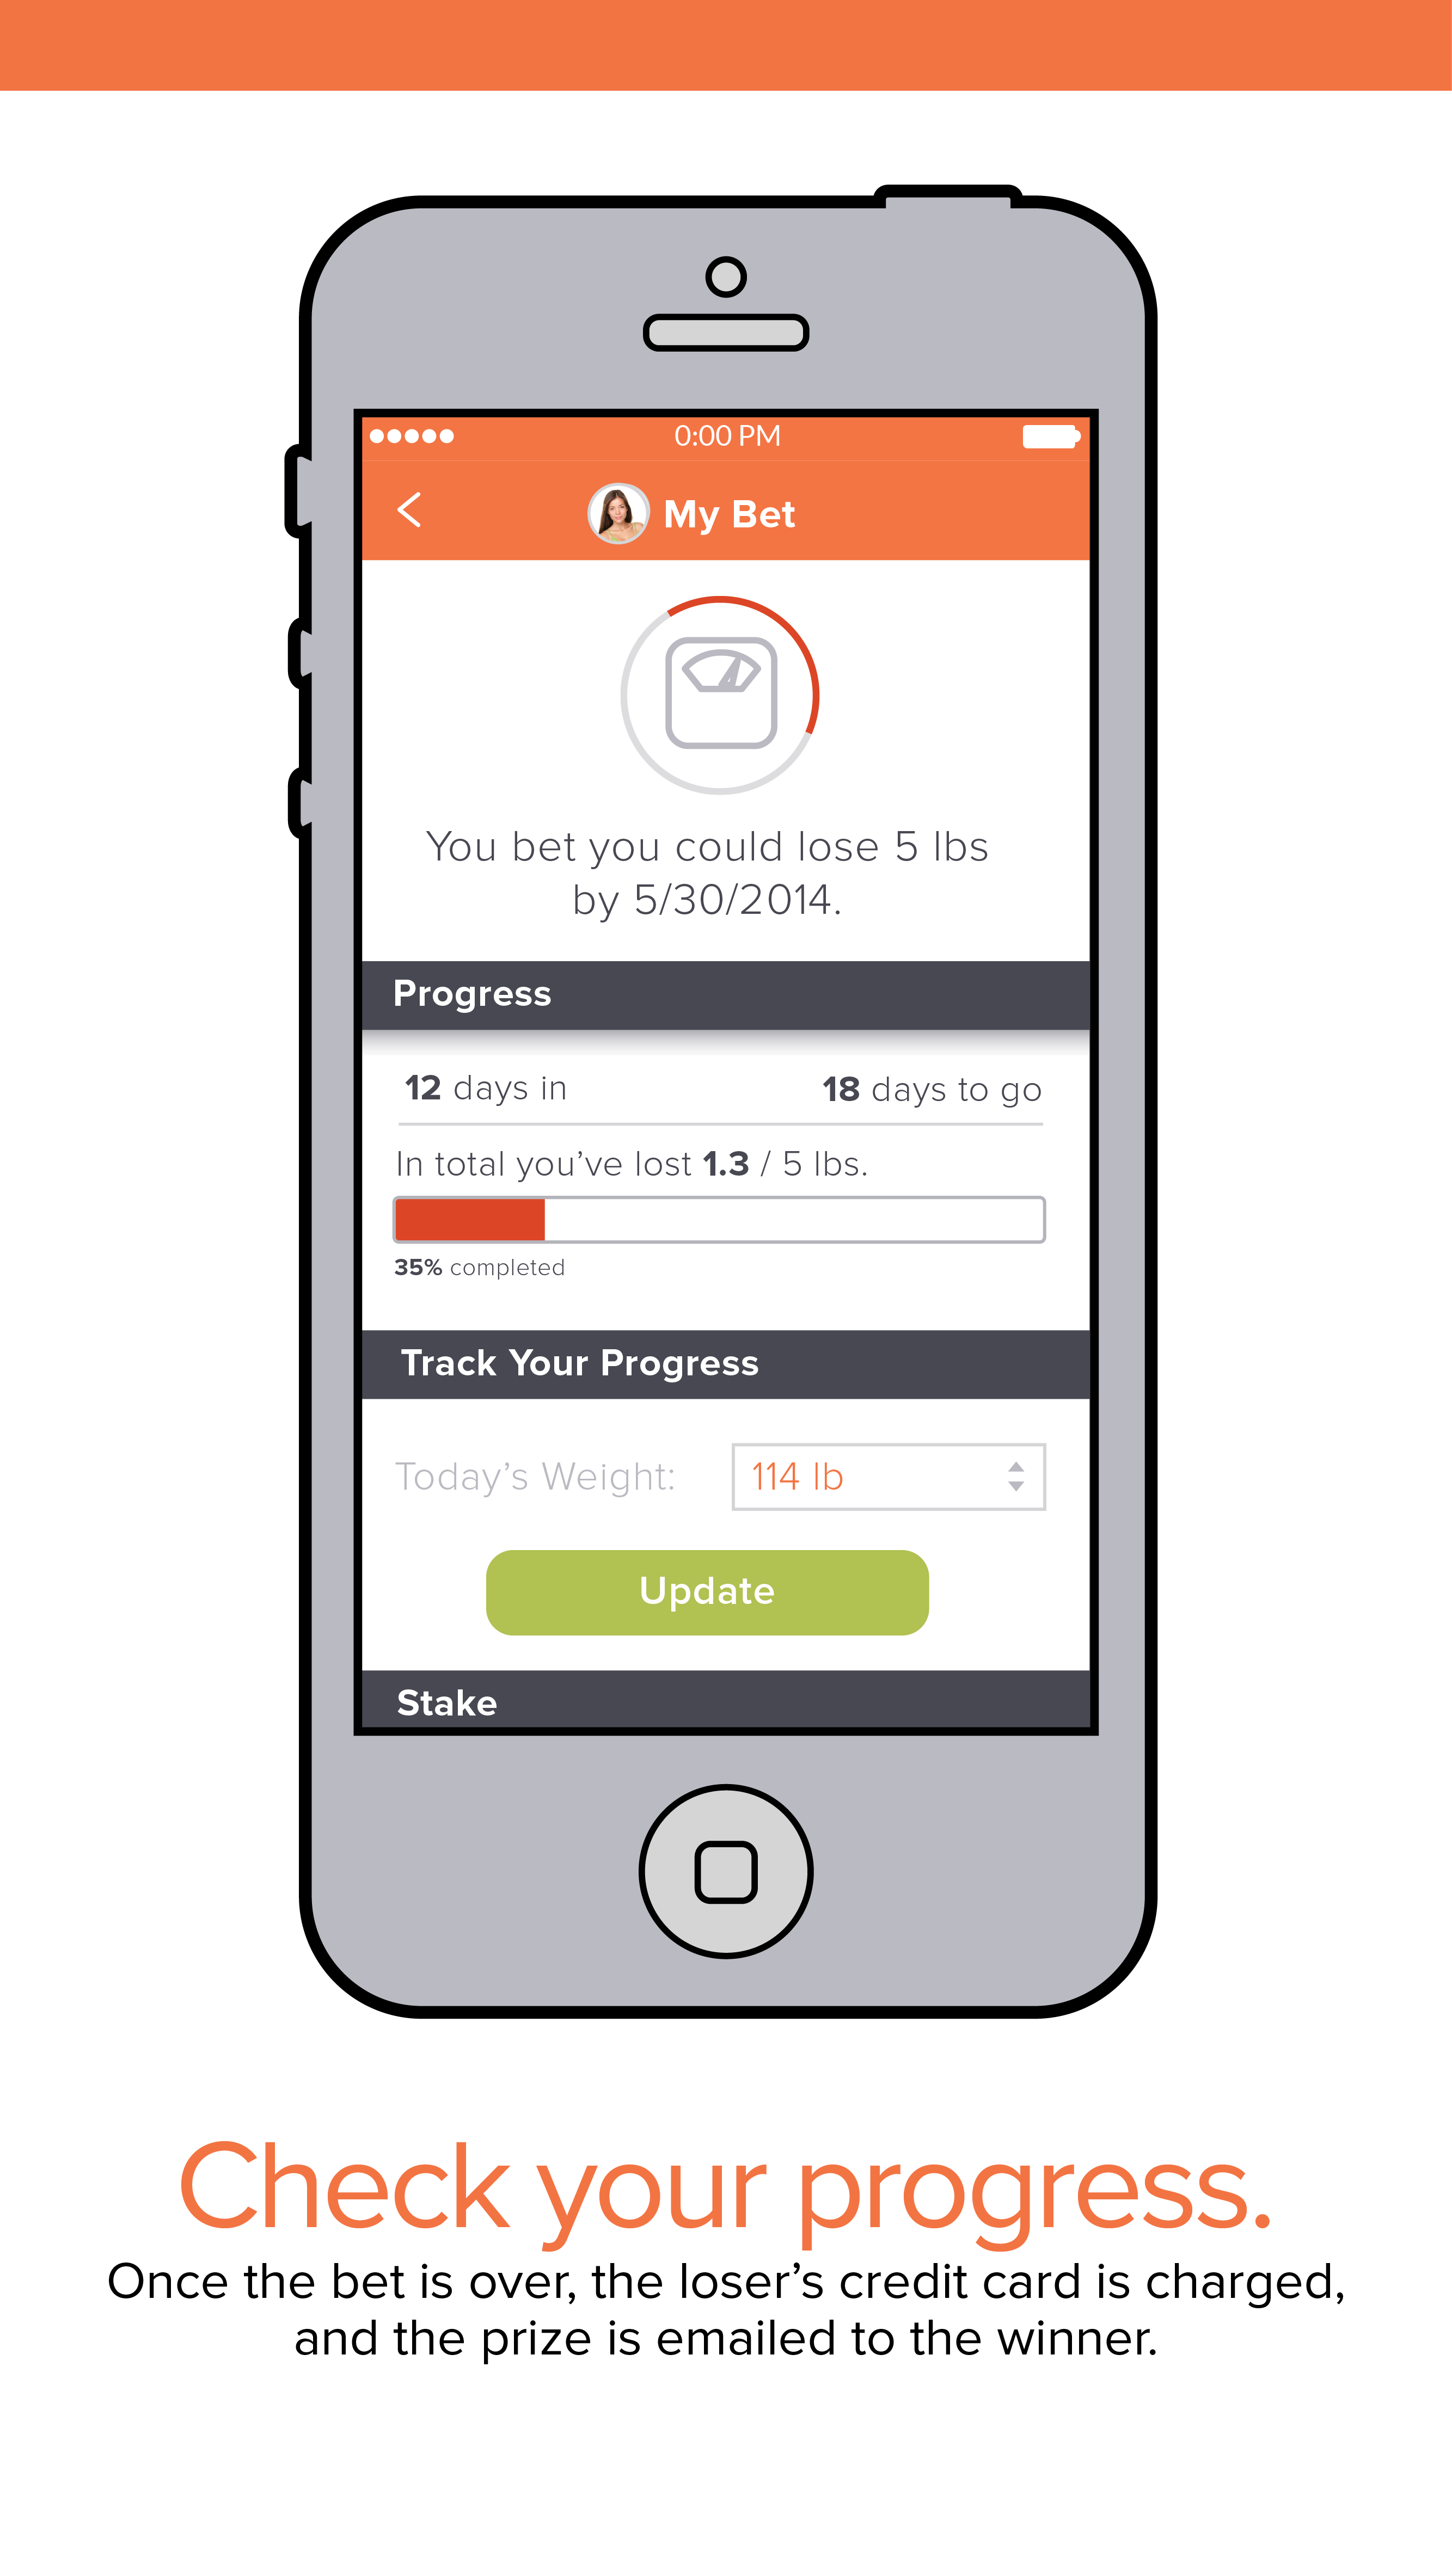 0:00 PM
My Bet
You bet you could lose 5 lbs
by 5/30/2014.
Progress
12 days in 18 days to go
In total you’ve lost 1.3 / 5 lbs.
35% completed
Track Your Progress
Today’s Weight: 114 lb
Update
Stake
Check your progress.
Once the bet is over, the loser’s credit card is charged,
and the prize is emailed to the winner.